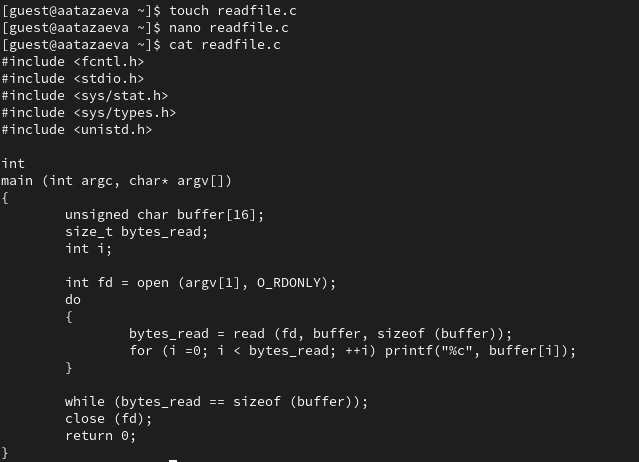 [guest@aatazaeva ~]$ touch readfile.c
[guest@aatazaeva ~]$ nano readfile.c
[guest@aatazaeva ~]$ cat readfile.c
#include <fcntl.h>
#include <stdio.h>
#include <sys/stat.h>
#include <sys/types.h>
#include <unistd.h>

int
main (int argc, char* argv[])
{
        unsigned char buffer[16];
        size_t bytes_read;
        int i;

        int fd = open (argv[1], O_RDONLY);
        do
        {
                bytes_read = read (fd, buffer, sizeof (buffer));
                for (i =0; i < bytes_read; ++i) printf("%c", buffer[i]);
        }

        while (bytes_read == sizeof (buffer));
        close (fd);
        return 0;
}